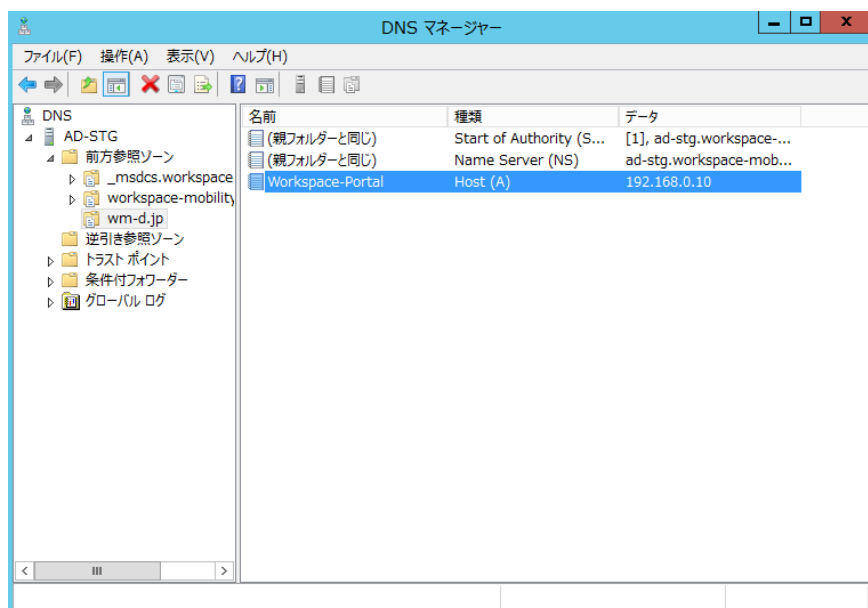 DNS マネージャー
ファイル(F) 操作(A) 表示(V) ヘルプ(H)
DNS
AD-STG
前方参照ゾーン
_msdcs.workspace
workspace-mobility
wm-d.jp
逆引き参照ゾーン
トラスト ポイント
条件付フォワーダー
グローバル ログ
名前 種類 データ
(親フォルダーと同じ) Start of Authority (S... [1], ad-stg.workspace-...
(親フォルダーと同じ) Name Server (NS) ad-stg.workspace-mob...
Workspace-Portal Host (A) 192.168.0.10